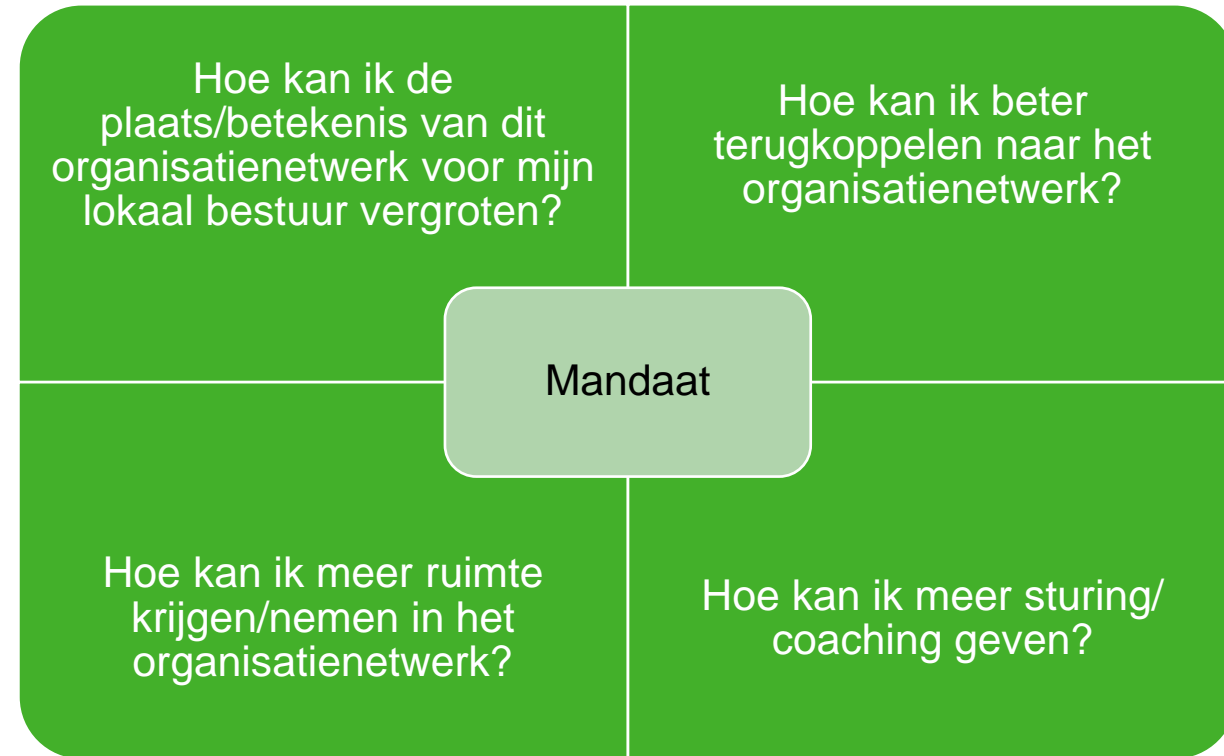 Hoe kan ik de
plaats/betekenis van dit
organisatienetwerk voor mijn
lokaal bestuur vergroten?
Hoe kan ik beter
terugkoppelen naar het
organisatienetwerk?
Mandaat
Hoe kan ik meer ruimte
krijgen/nemen in het
organisatienetwerk?
Hoe kan ik meer sturing/
coaching geven?